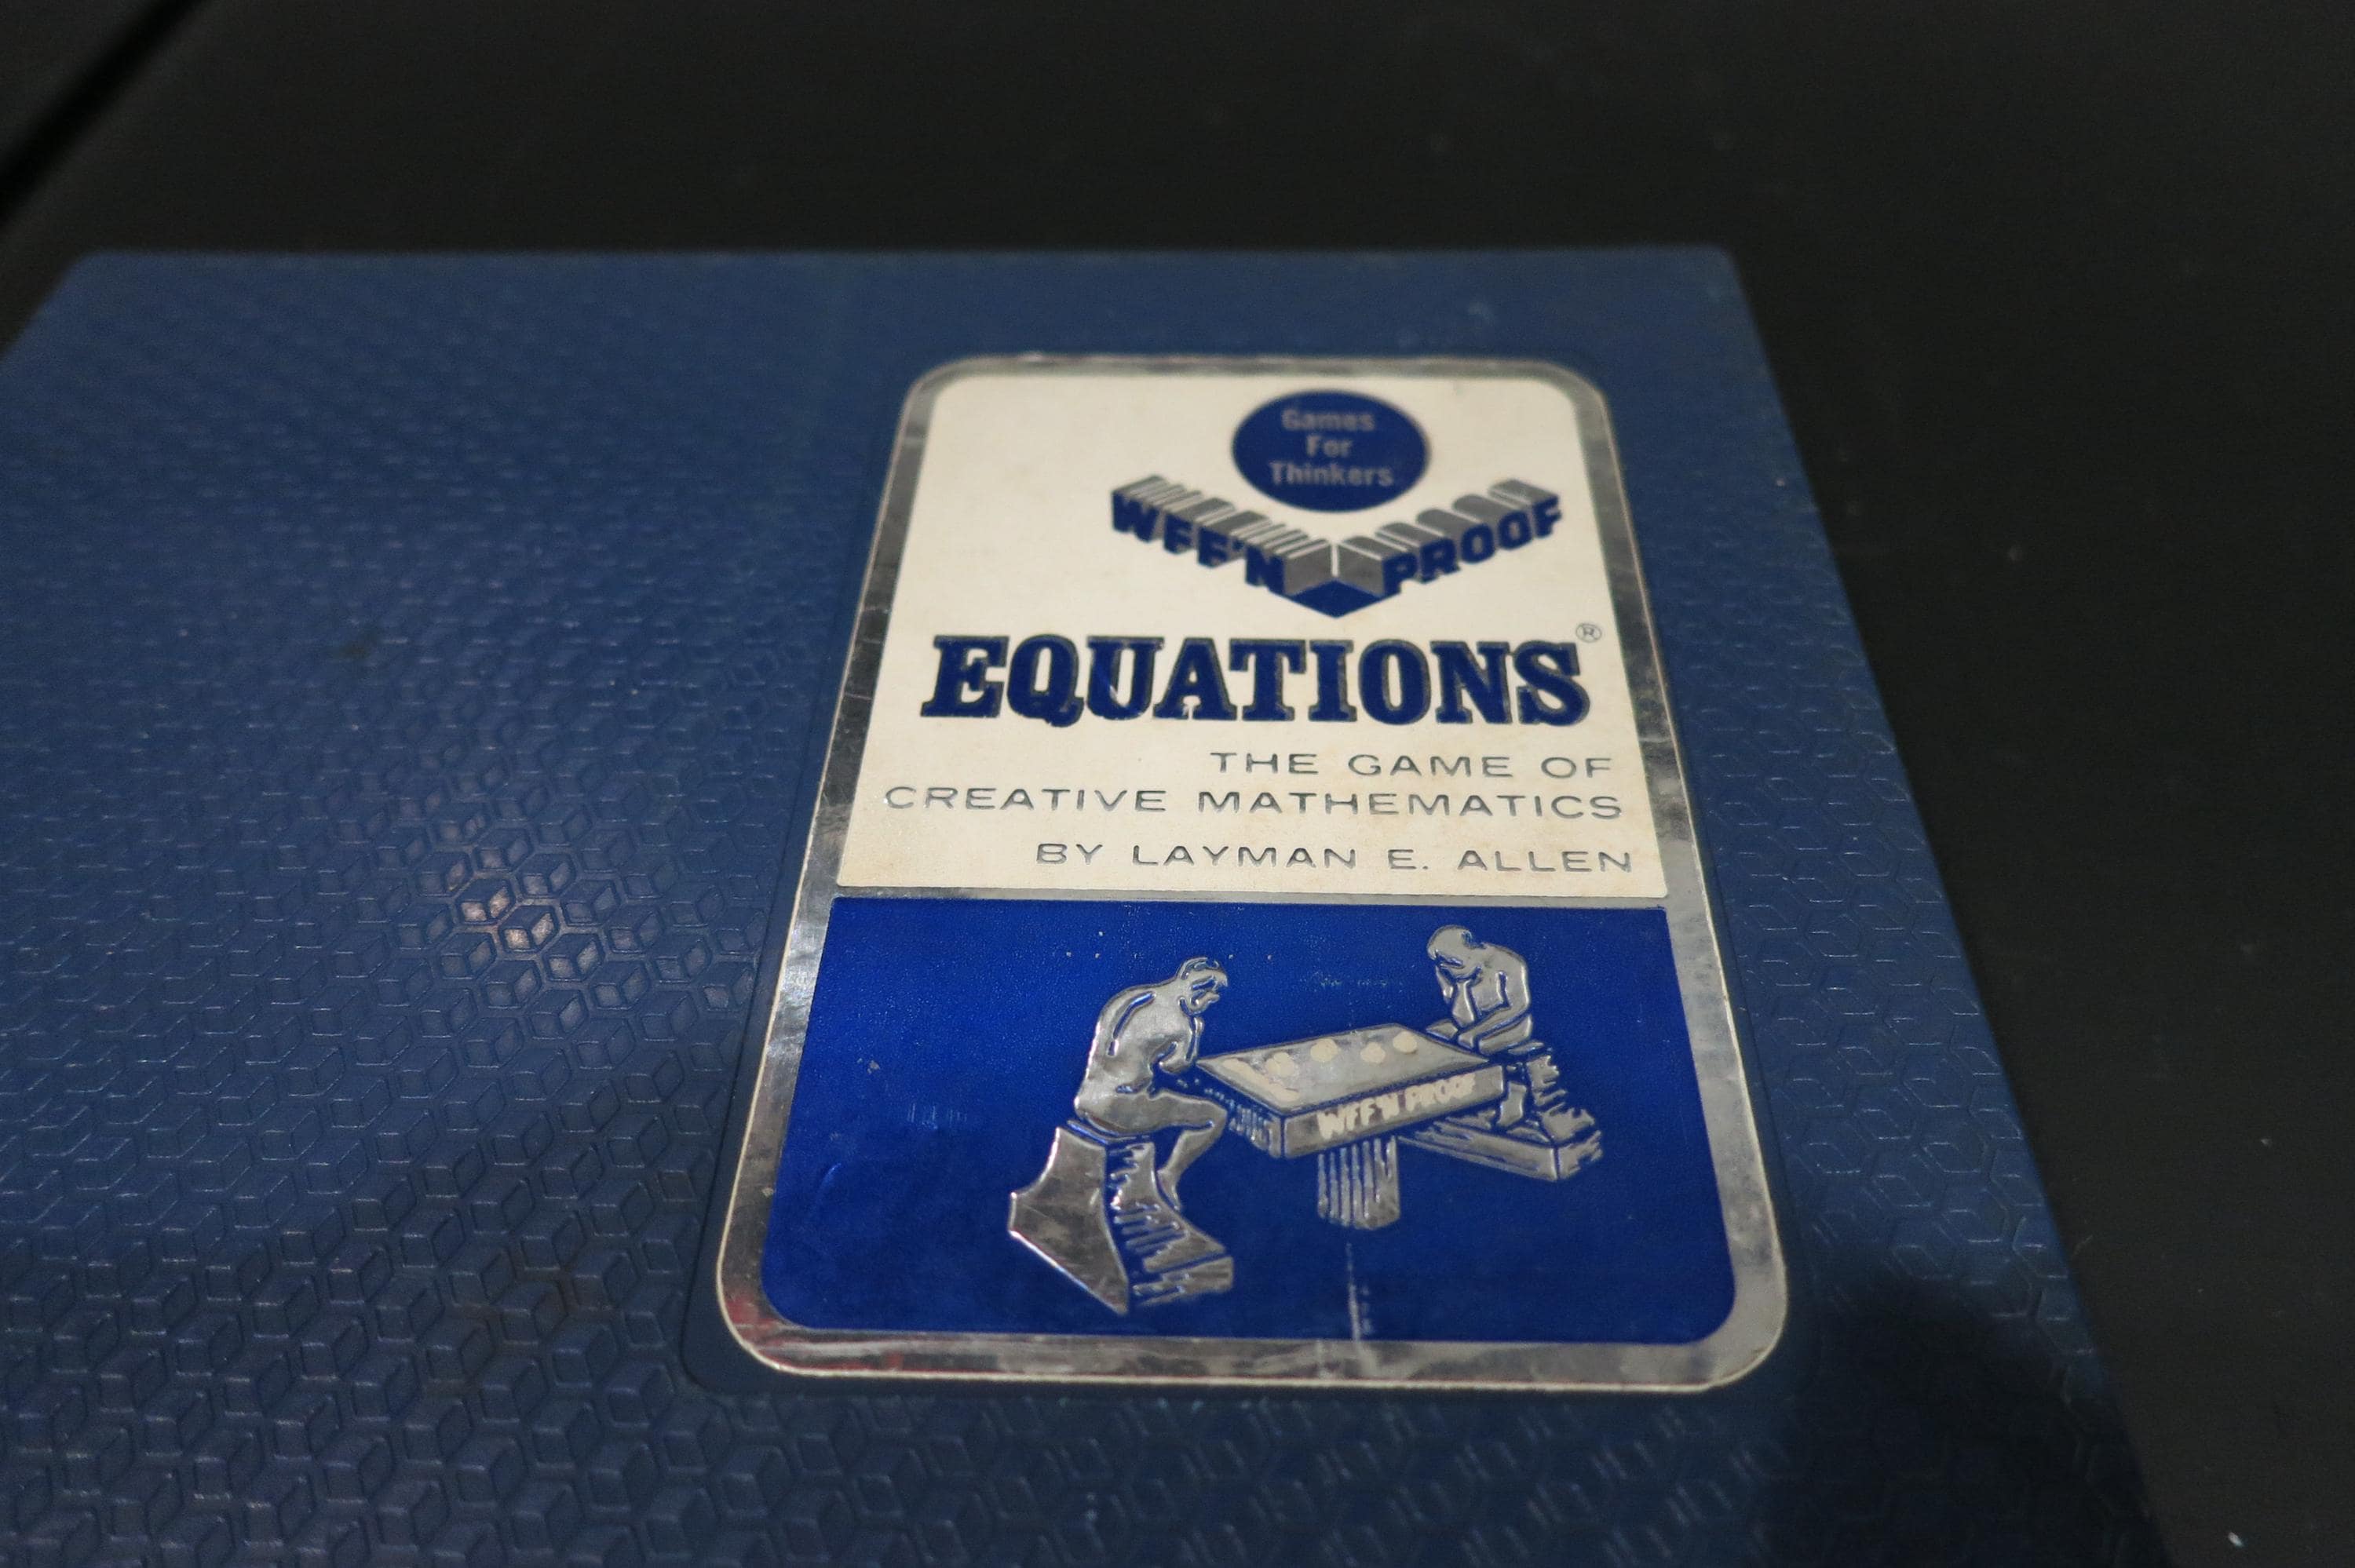 Games
For
Thinkers
WFF'N PROOF
EQUATIONS®
THE GAME OF
CREATIVE MATHEMATICS
BY LAYMAN E. ALLEN
WFF'N PROOF